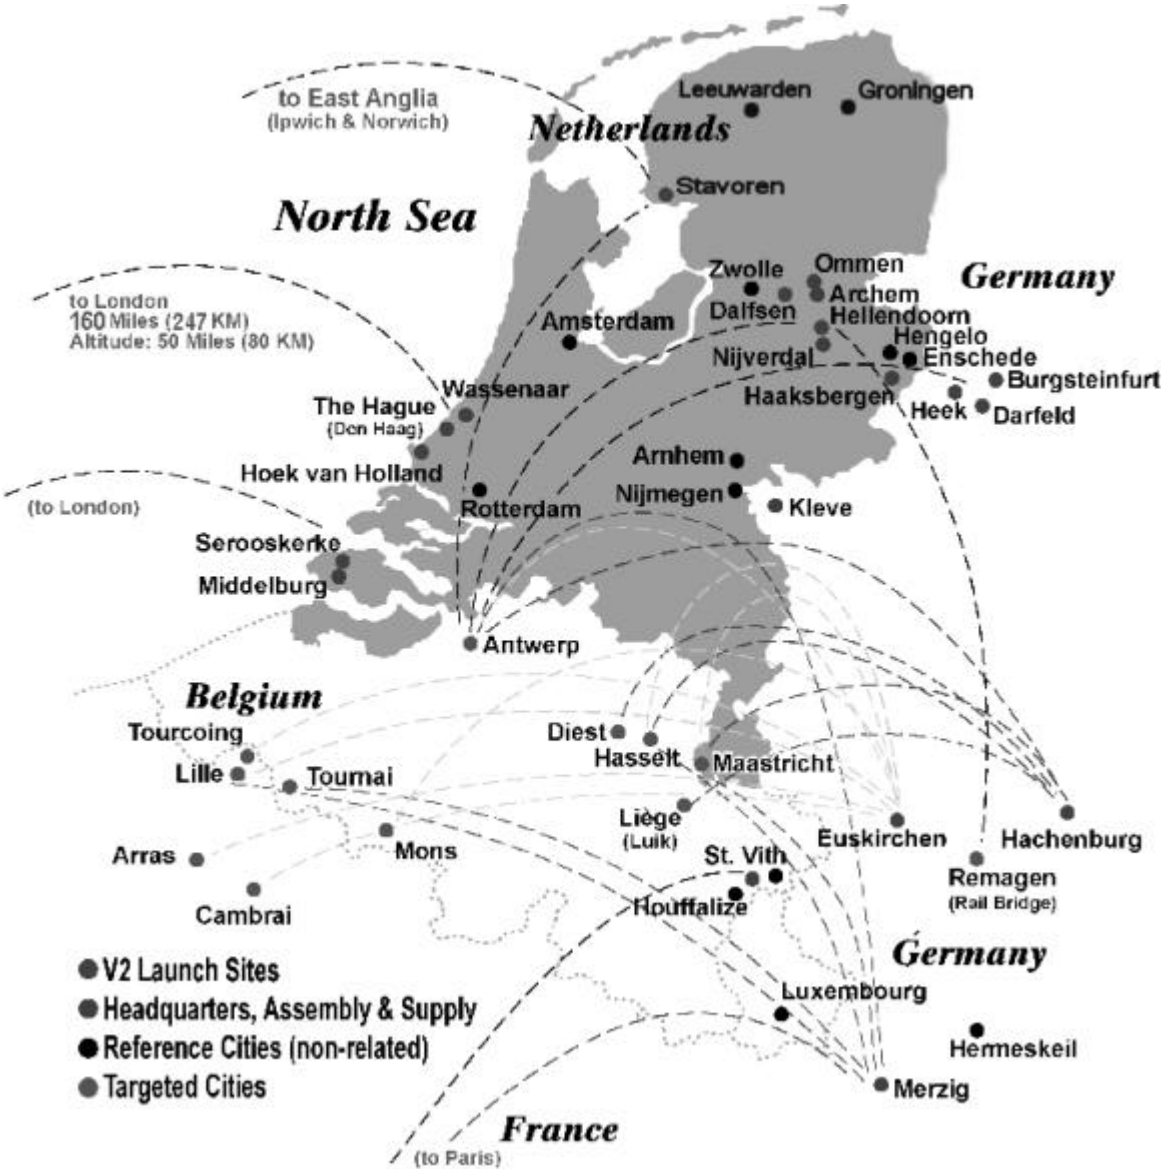 to East Anglia
(Ipwich & Norwich)
Leeuwarden
Groningen
Netherlands
Stavoren
North Sea
Zwolle
Ommen
Germany
Dalfsen
Archem
to London
160 Miles (247 KM)
Altitude: 50 Miles (80 KM)
Amsterdam
Hellendoorn
Hengelo
Nijverdal
Enschede
Burgsteinfurt
Wassenaar
Haaksbergen
Heek
Darfeld
The Hague
(Den Haag)
Hoek van Holland
Arnhem
Rotterdam
Nijmegen
Kleve
(to London)
Serooskerke
Middelburg
Antwerp
Belgium
Tourcoing
Diest
Hasselt
Maastricht
Lille
Tournai
Liège
(Luik)
Euskirchen
Hachenburg
Arras
Mons
St. Vith
Remagen
(Rail Bridge)
Cambrai
Houffalize
Germany
V2 Launch Sites
Headquarters, Assembly & Supply
Reference Cities (non-related)
Targeted Cities
Luxembourg
Hermeskeil
Merzig
France
(to Paris)